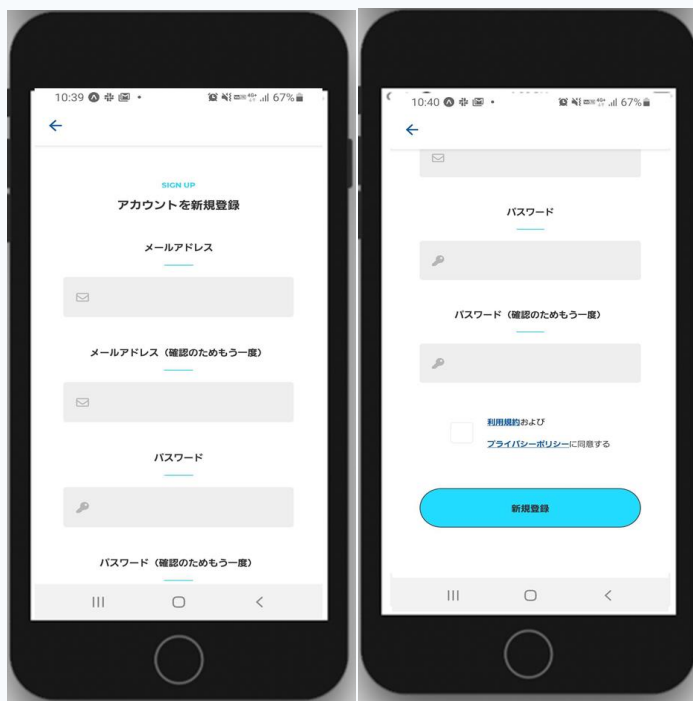 10:39
67%
SIGN UP
アカウントを新規登録
メールアドレス
メールアドレス（確認のためもう一度）
パスワード
パスワード（確認のためもう一度）
10:40
67%
パスワード
パスワード（確認のためもう一度）
利用規約および
プライバシーポリシーに同意する
新規登録